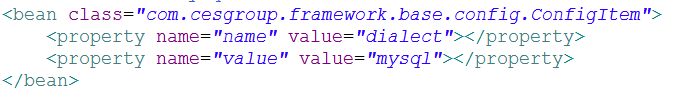 <bean class="com.cesgroup.framework.base.config.ConfigItem">
<property name="name" value="dialect"></property>
<property name="value" value="mysql"></property>
</bean>